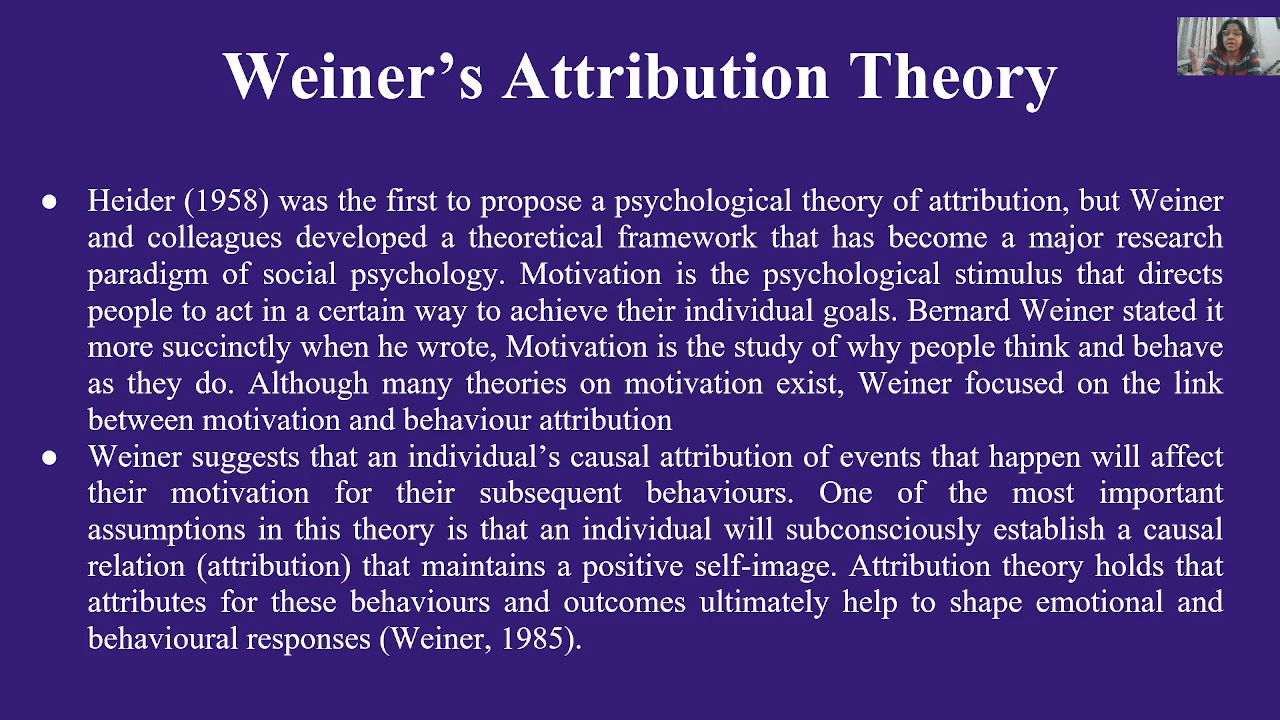 Weiner’s Attribution Theory
● Heider (1958) was the first to propose a psychological theory of attribution, but Weiner
and colleagues developed a theoretical framework that has become a major research
paradigm of social psychology. Motivation is the psychological stimulus that directs
people to act in a certain way to achieve their individual goals. Bernard Weiner stated it
more succinctly when he wrote, Motivation is the study of why people think and behave
as they do. Although many theories on motivation exist, Weiner focused on the link
between motivation and behaviour attribution
● Weiner suggests that an individual’s causal attribution of events that happen will affect
their motivation for their subsequent behaviours. One of the most important
assumptions in this theory is that an individual will subconsciously establish a causal
relation (attribution) that maintains a positive self-image. Attribution theory holds that
attributes for these behaviours and outcomes ultimately help to shape emotional and
behavioural responses (Weiner, 1985).